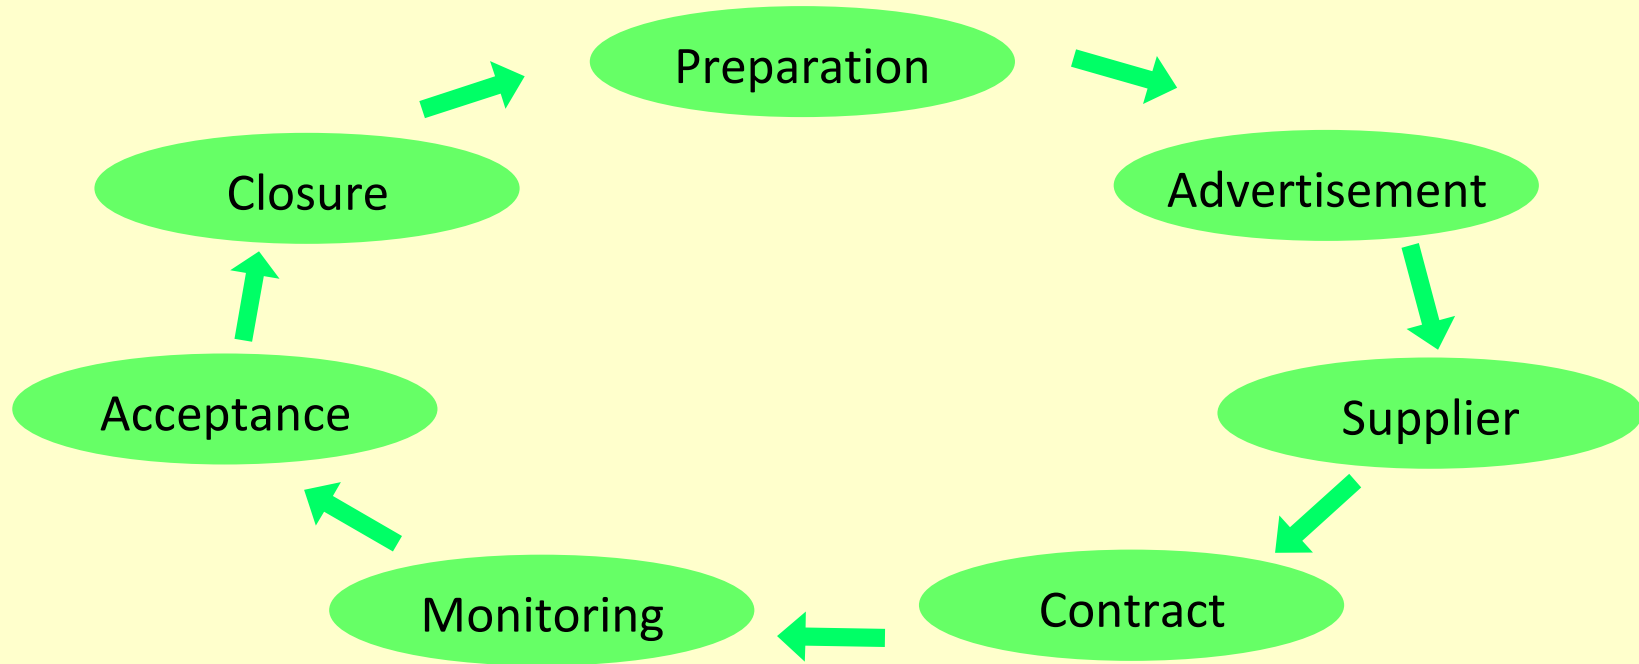 Preparation
Advertisement
Supplier
Contract
Monitoring
Acceptance
Closure